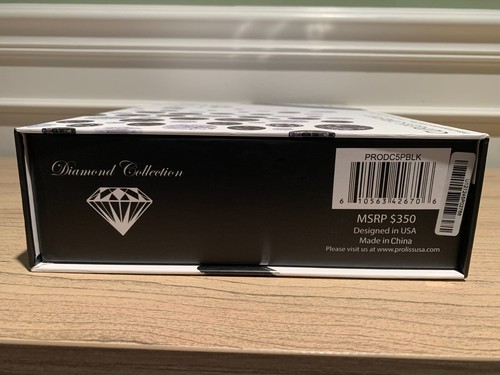 Diamond Collection
PRODC5PBLK
6 10563 42670 6
MSRP $350
Designed in USA
Made in China
Please visit us at www.prolissusa.com